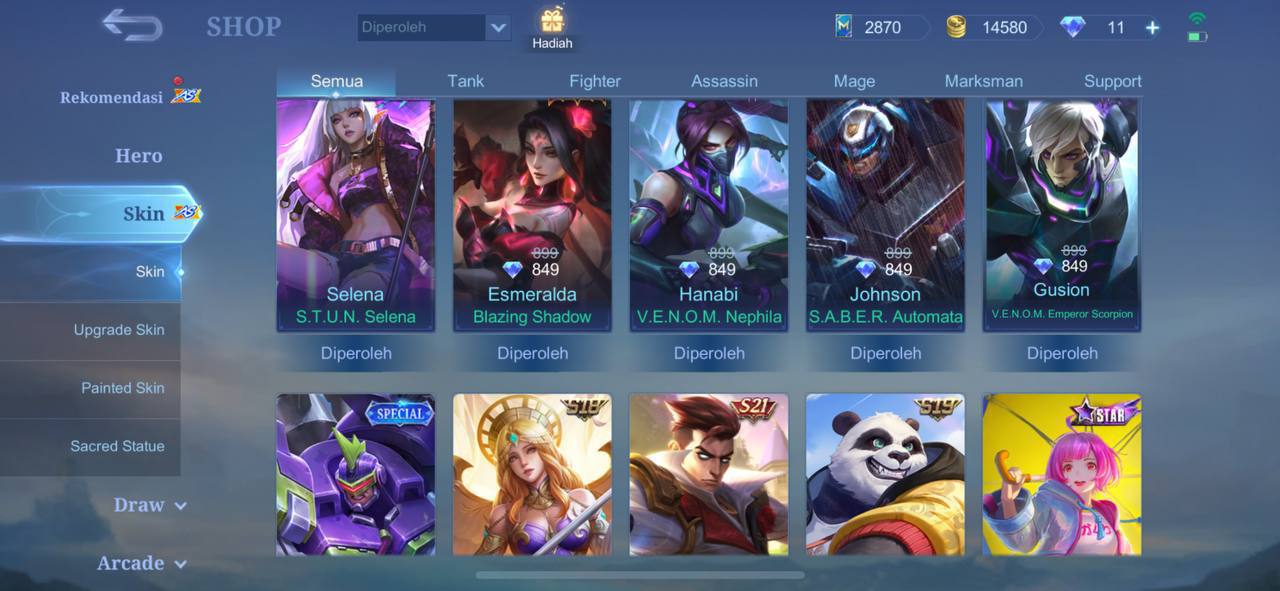 SHOP
Diperoleh
Hadiah
2870
14580
11
Semua
Tank
Fighter
Assassin
Mage
Marksman
Support
Rekomendasi
Hero
Skin
Skin
Upgrade Skin
Painted Skin
Sacred Statue
Draw
Arcade
Selena
S.T.U.N. Selena
Diperoleh
899
849
Esmeralda
Blazing Shadow
Diperoleh
899
849
Hanabi
V.E.N.O.M. Nephila
Diperoleh
899
849
Johnson
S.A.B.E.R. Automata
Diperoleh
899
849
Gusion
V.E.N.O.M. Emperor Scorpion
Diperoleh
SPECIAL
S18
S21
S19
STAR